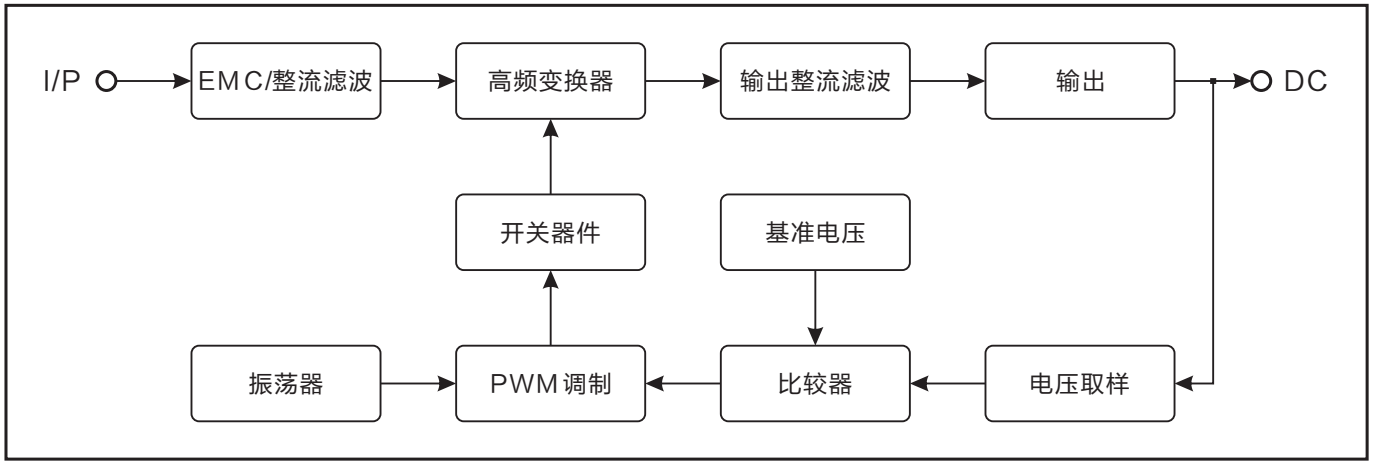 I/P
EMC/整流滤波
高频变换器
输出整流滤波
输出
DC
开关器件
基准电压
振荡器
PWM调制
比较器
电压取样